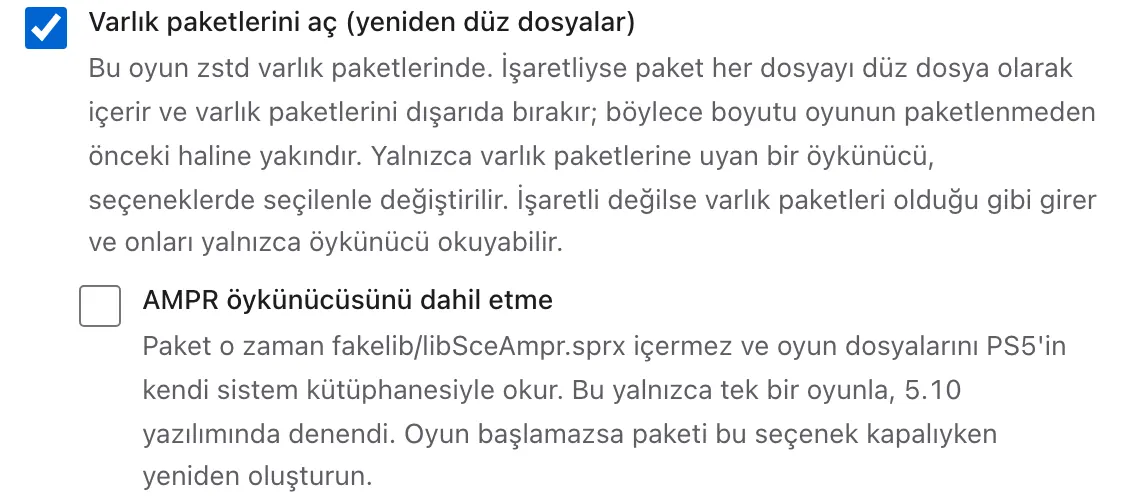 Varlık paketlerini aç (yeniden düz dosyalar)
Bu oyun zstd varlık paketlerinde. İşaretliyse paket her dosyayı düz dosya olarak
içerir ve varlık paketlerini dışarıda bırakır; böylece boyutu oyunun paketlenmeden
önceki haline yakındır. Yalnızca varlık paketlerine uyan bir öykünücü,
seçeneklerde seçilenle değiştirilir. İşaretli değilse varlık paketleri olduğu gibi girer
ve onları yalnızca öykünücü okuyabilir.
AMPR öykünücüsünü dahil etme
Paket o zaman fakelib/libSceAmpr.sprx içermez ve oyun dosyalarını PS5'in
kendi sistem kütüphanesiyle okur. Bu yalnızca tek bir oyunla, 5.10
yazılımında denendi. Oyun başlamazsa paketi bu seçenek kapalıyken
yeniden oluşturun.